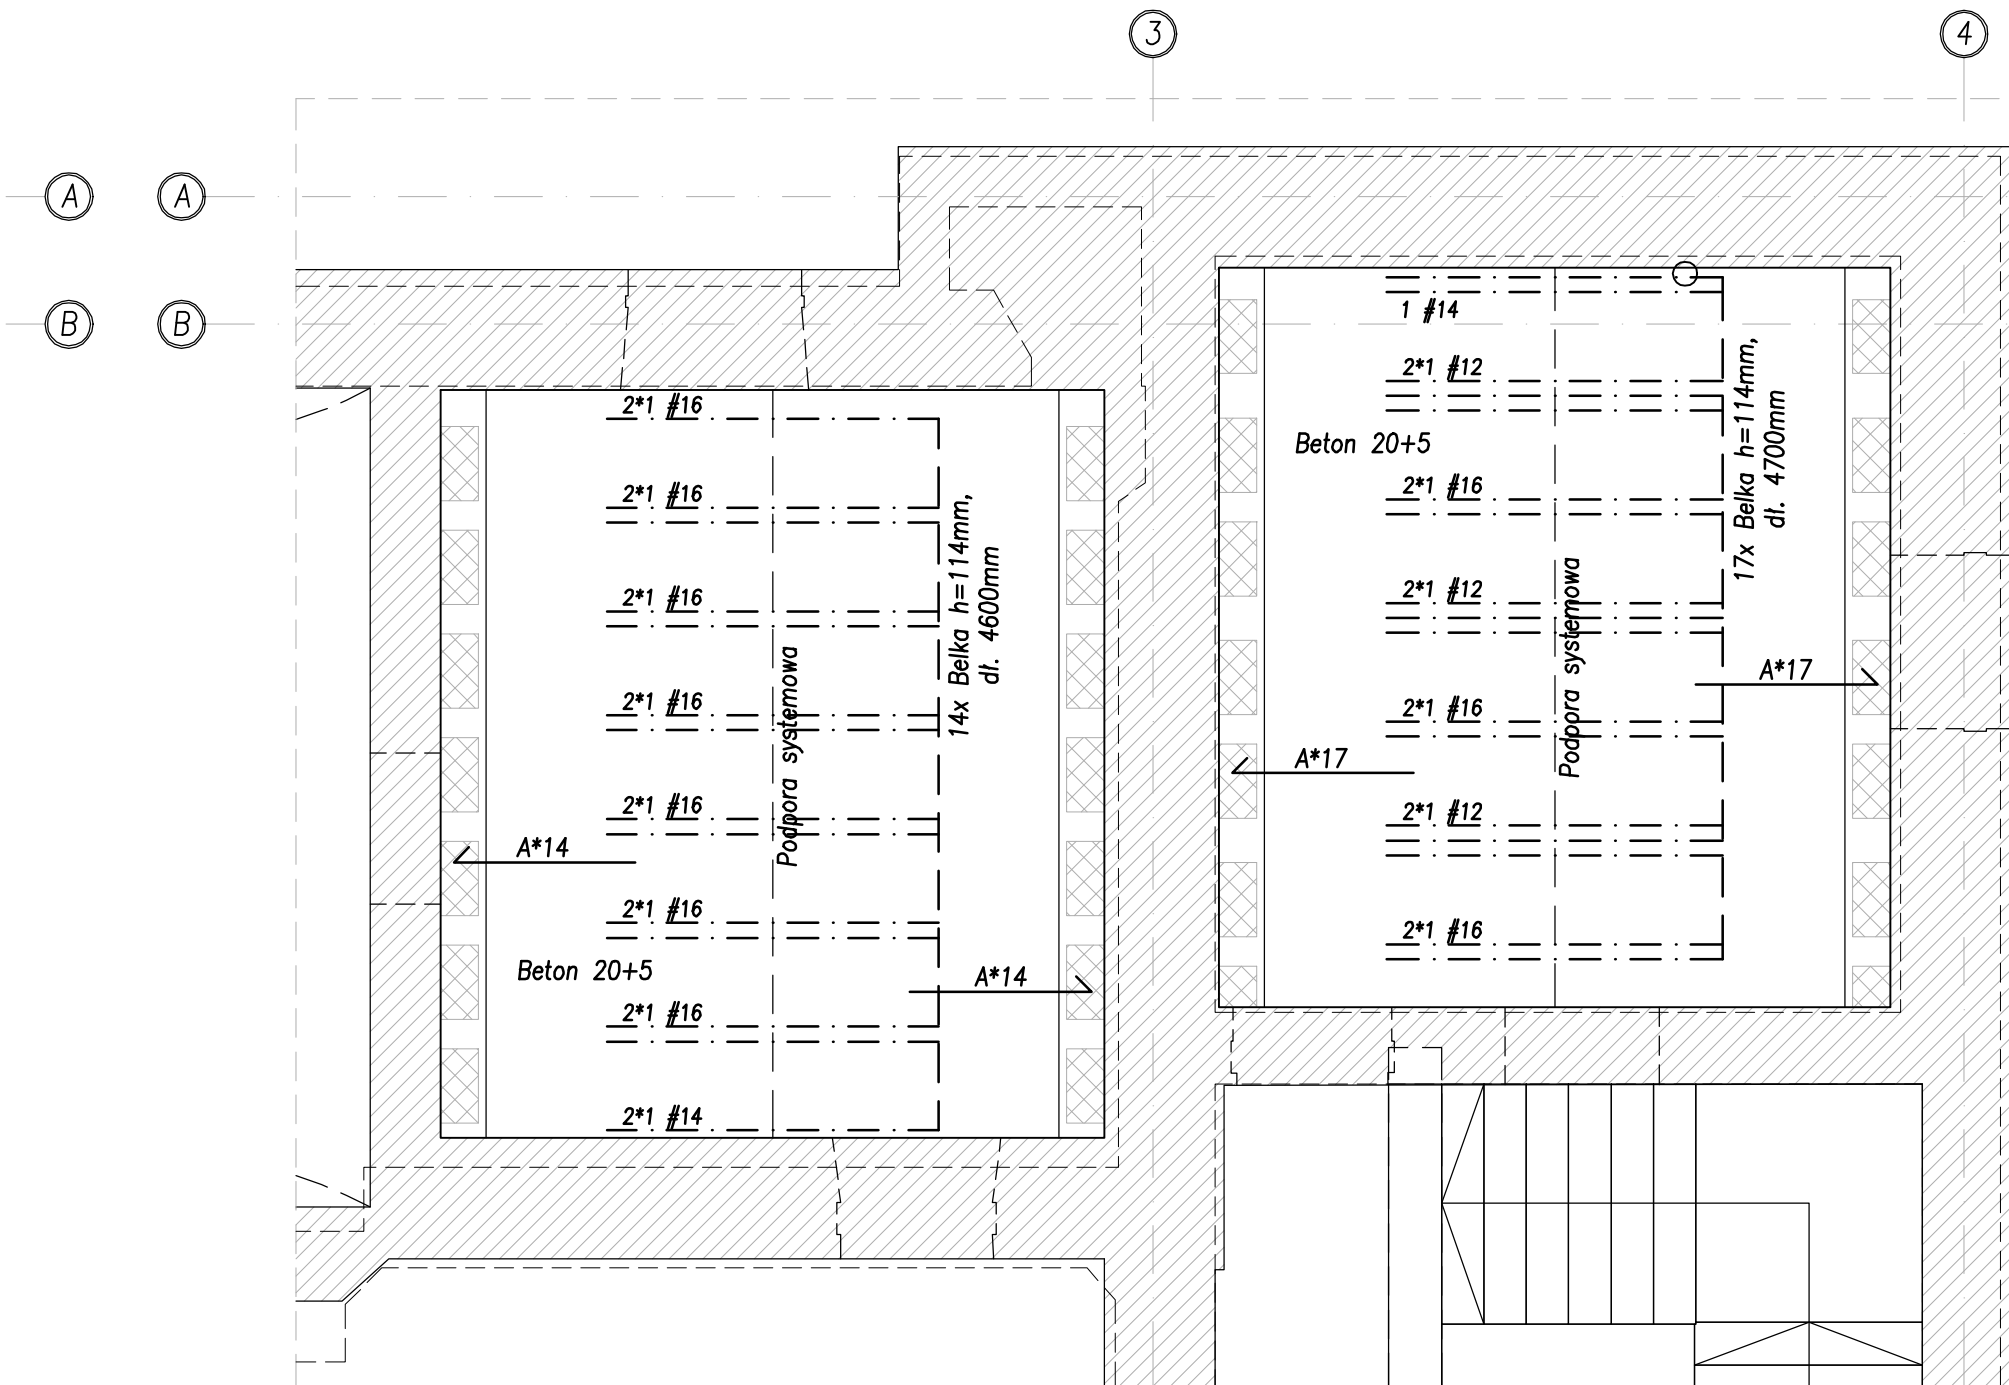 3
4
A
A
B
B
1 #14
2*1 #12
Beton 20+5
2*1 #16
2*1 #12
2*1 #16
2*1 #12
2*1 #16
17x Belka h=114mm,
dł. 4700mm
Podpora systemowa
A*17
A*17
2*1 #16
2*1 #16
2*1 #16
2*1 #16
2*1 #16
2*1 #16
2*1 #16
2*1 #14
14x Belka h=114mm,
dł. 4600mm
Podpora systemowa
A*14
Beton 20+5
A*14